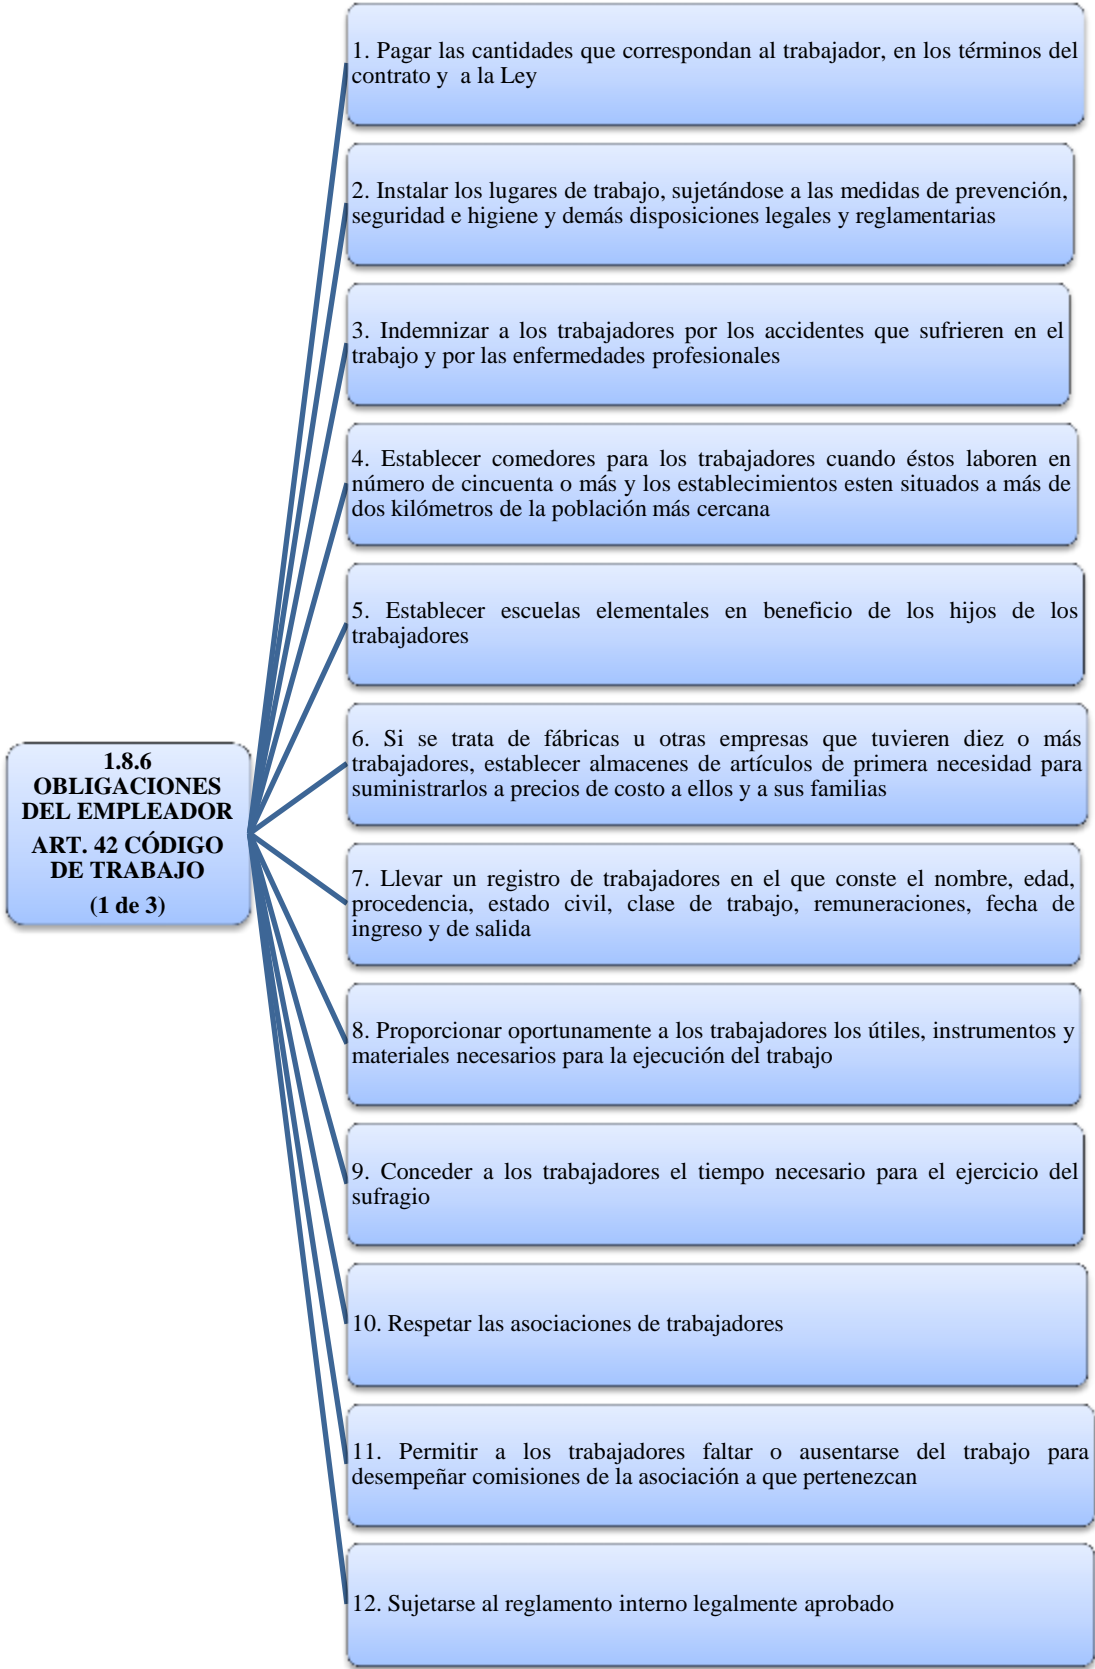 1. Pagar las cantidades que correspondan al trabajador, en los términos del
contrato y  a la Ley
2. Instalar los lugares de trabajo, sujetándose a las medidas de prevención,
seguridad e higiene y demás disposiciones legales y reglamentarias
3. Indemnizar a los trabajadores por los accidentes que sufrieren en el
trabajo y por las enfermedades profesionales
4. Establecer comedores para los trabajadores cuando éstos laboren en
número de cincuenta o más y los establecimientos esten situados a más de
dos kilómetros de la población más cercana
5. Establecer escuelas elementales en beneficio de los hijos de los
trabajadores
1.8.6
OBLIGACIONES
DEL EMPLEADOR
ART. 42 CÓDIGO
DE TRABAJO
(1 de 3)
6. Si se trata de fábricas u otras empresas que tuvieren diez o más
trabajadores, establecer almacenes de artículos de primera necesidad para
suministrarlos a precios de costo a ellos y a sus familias
7. Llevar un registro de trabajadores en el que conste el nombre, edad,
procedencia, estado civil, clase de trabajo, remuneraciones, fecha de
ingreso y de salida
8. Proporcionar oportunamente a los trabajadores los útiles, instrumentos y
materiales necesarios para la ejecución del trabajo
9. Conceder a los trabajadores el tiempo necesario para el ejercicio del
sufragio
10. Respetar las asociaciones de trabajadores
11. Permitir a los trabajadores faltar o ausentarse del trabajo para
desempeñar comisiones de la asociación a que pertenezcan
12. Sujetarse al reglamento interno legalmente aprobado